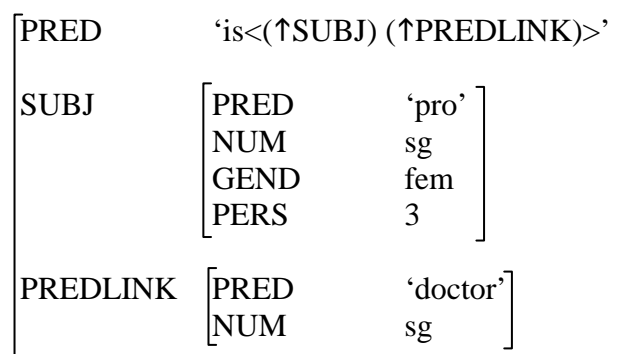 PRED ‘is<(↑SUBJ) (↑PREDLINK)>’
SUBJ PRED ‘pro’
NUM sg
GEND fem
PERS 3
PREDLINK PRED ‘doctor’
NUM sg